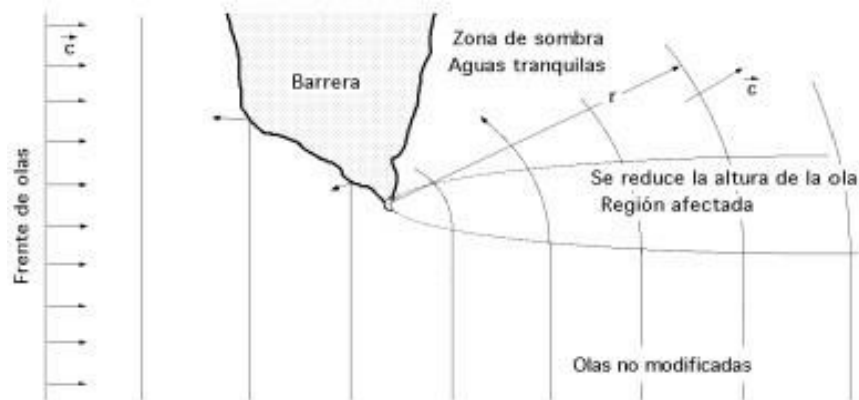 Frente de olas
c
Barrera
Zona de sombra
Aguas tranquilas
r
c
Se reduce la altura de la ola
Región afectada
Olas no modificadas